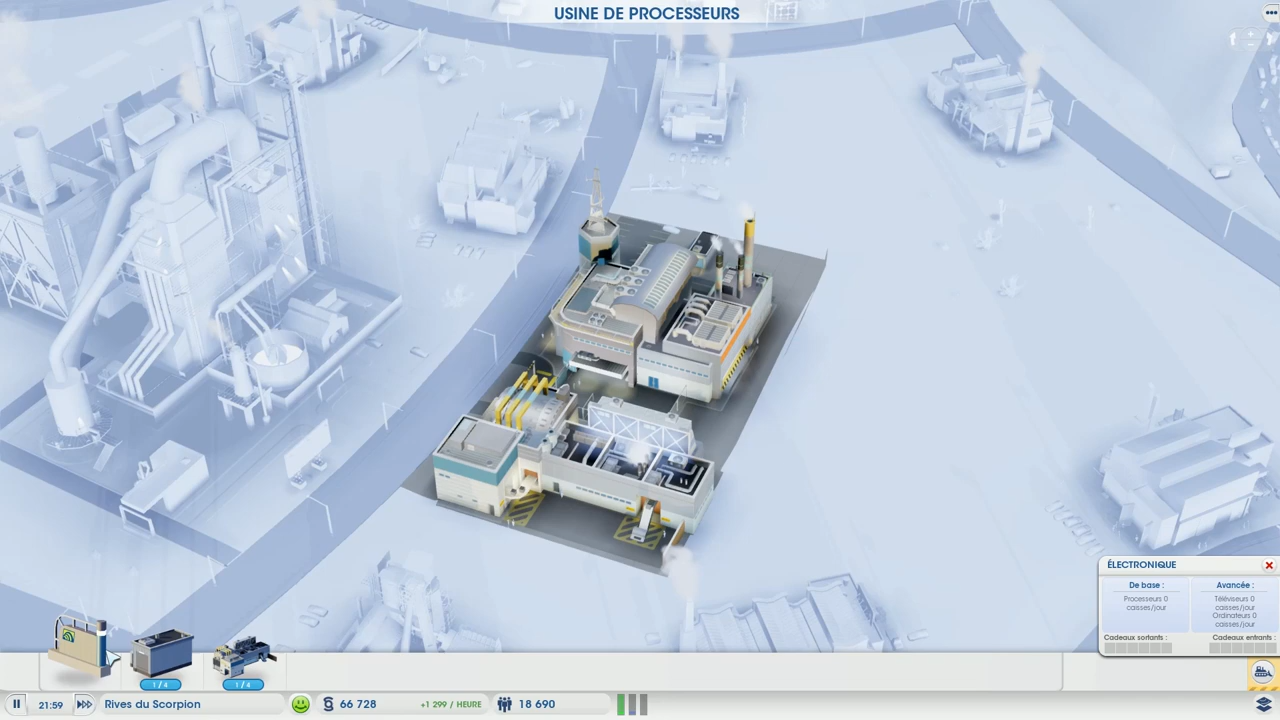 USINE DE PROCESSEURS
ÉLECTRONIQUE
De base :
Processeurs 0
caisses/jour
Avancée :
Téléviseurs 0
caisses/jour
Ordinateurs 0
caisses/jour
Cadeaux sortants :
Cadeaux entrants :
1 / 4
1 / 4
21:59
Rives du Scorpion
66 728
+1 299 / HEURE
18 690